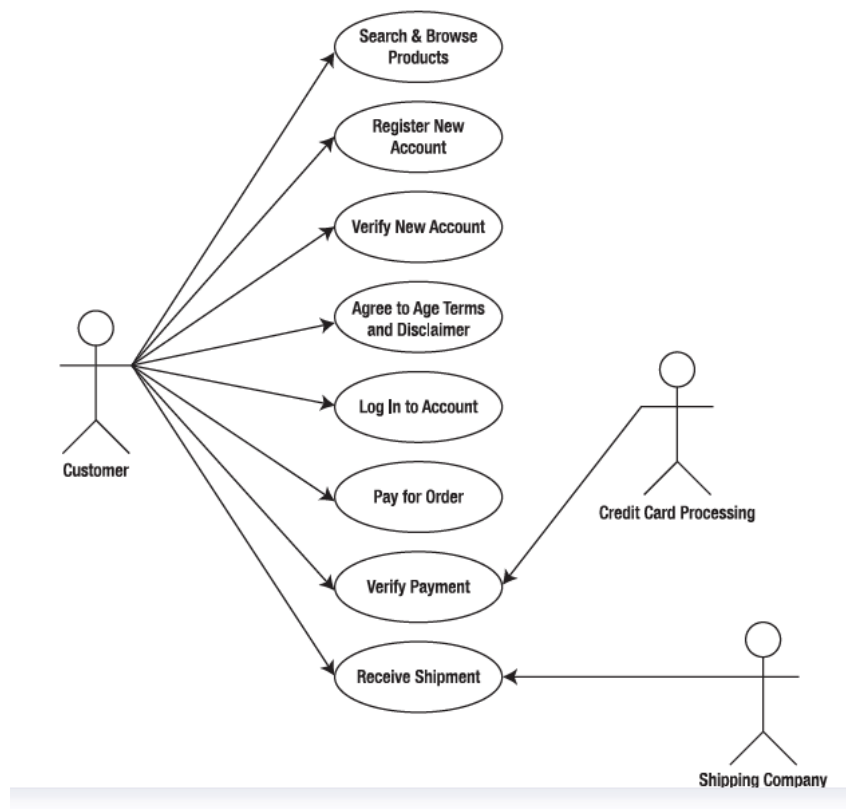 Search & Browse
Products
Register New
Account
Verify New Account
Agree to Age Terms
and Disclaimer
Log In to Account
Customer
Pay for Order
Credit Card Processing
Verify Payment
Receive Shipment
Shipping Company